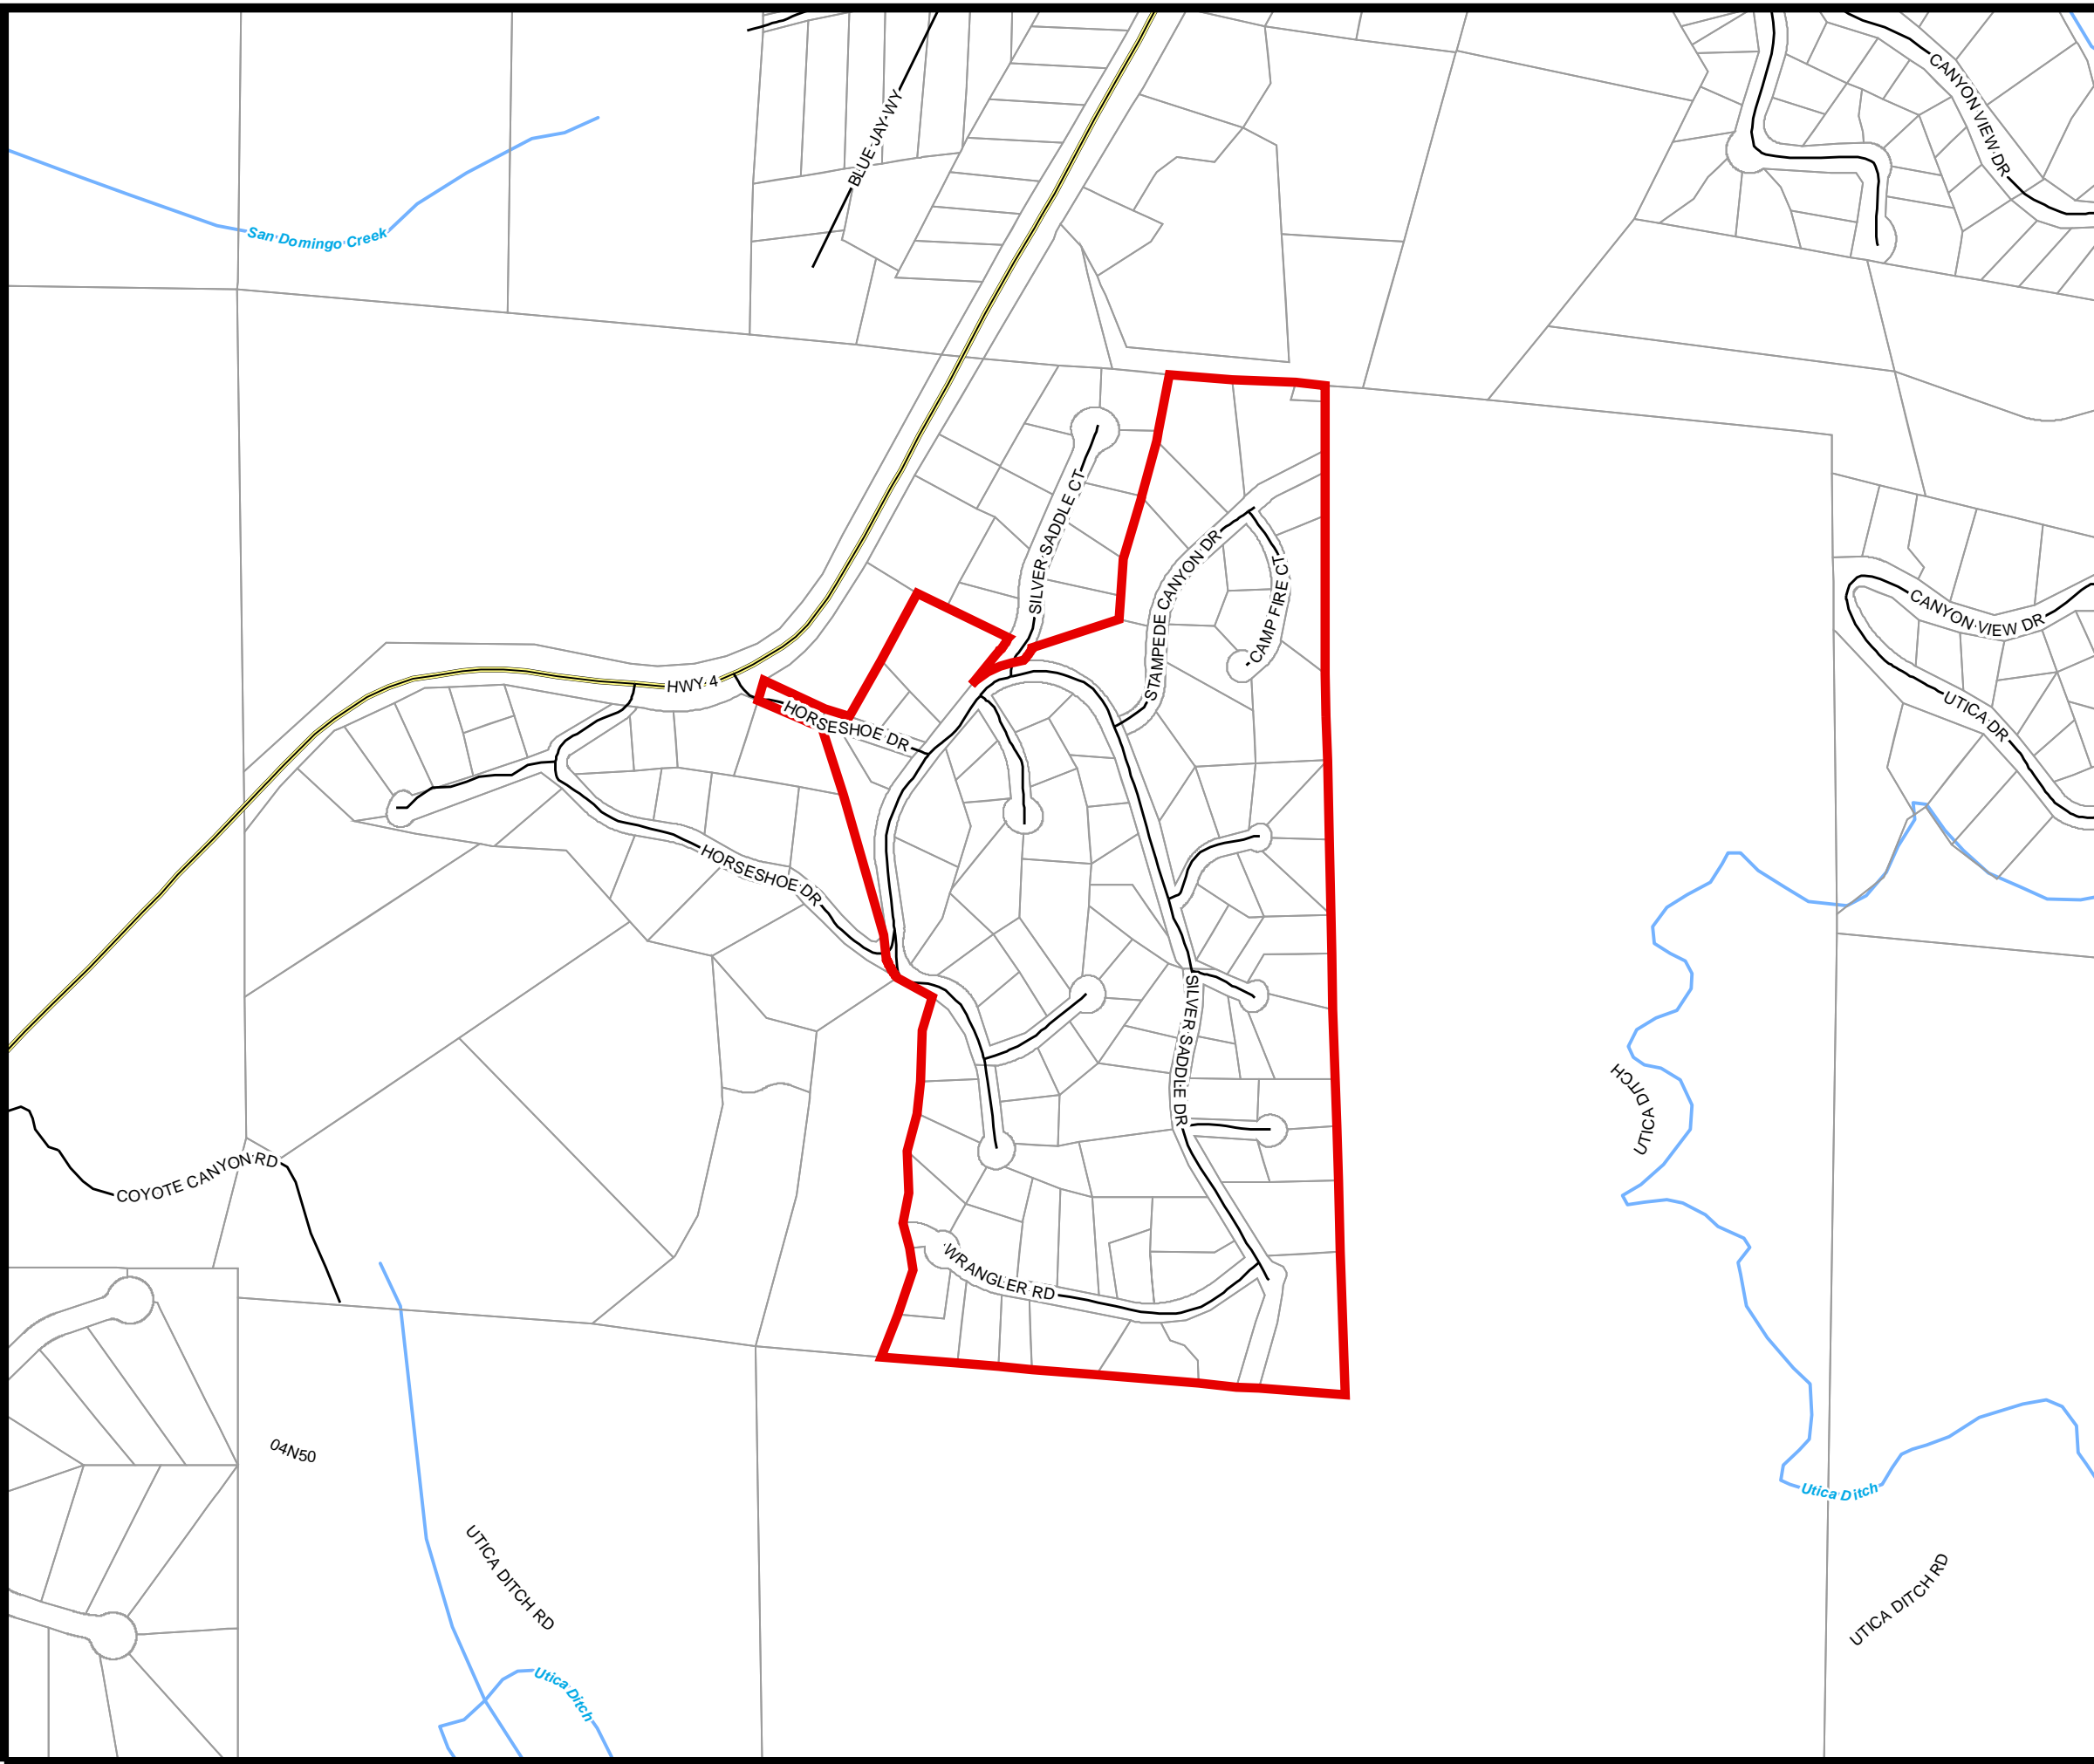 CANYON VIEW DR
BLUE JAY WY
San Domingo Creek
SILVER SADDLE CT
STAMPEDE CANYON DR
CAMP FIRE CT
CANYON VIEW DR
HWY 4
HORSESHOE DR
UTICA DR
HORSESHOE DR
SILVER SADDLE DR
UTICA DITCH
COYOTE CANYON RD
WRANGLER RD
04N50
Utica Ditch
UTICA DITCH RD
UTICA DITCH RD
Utica Ditch